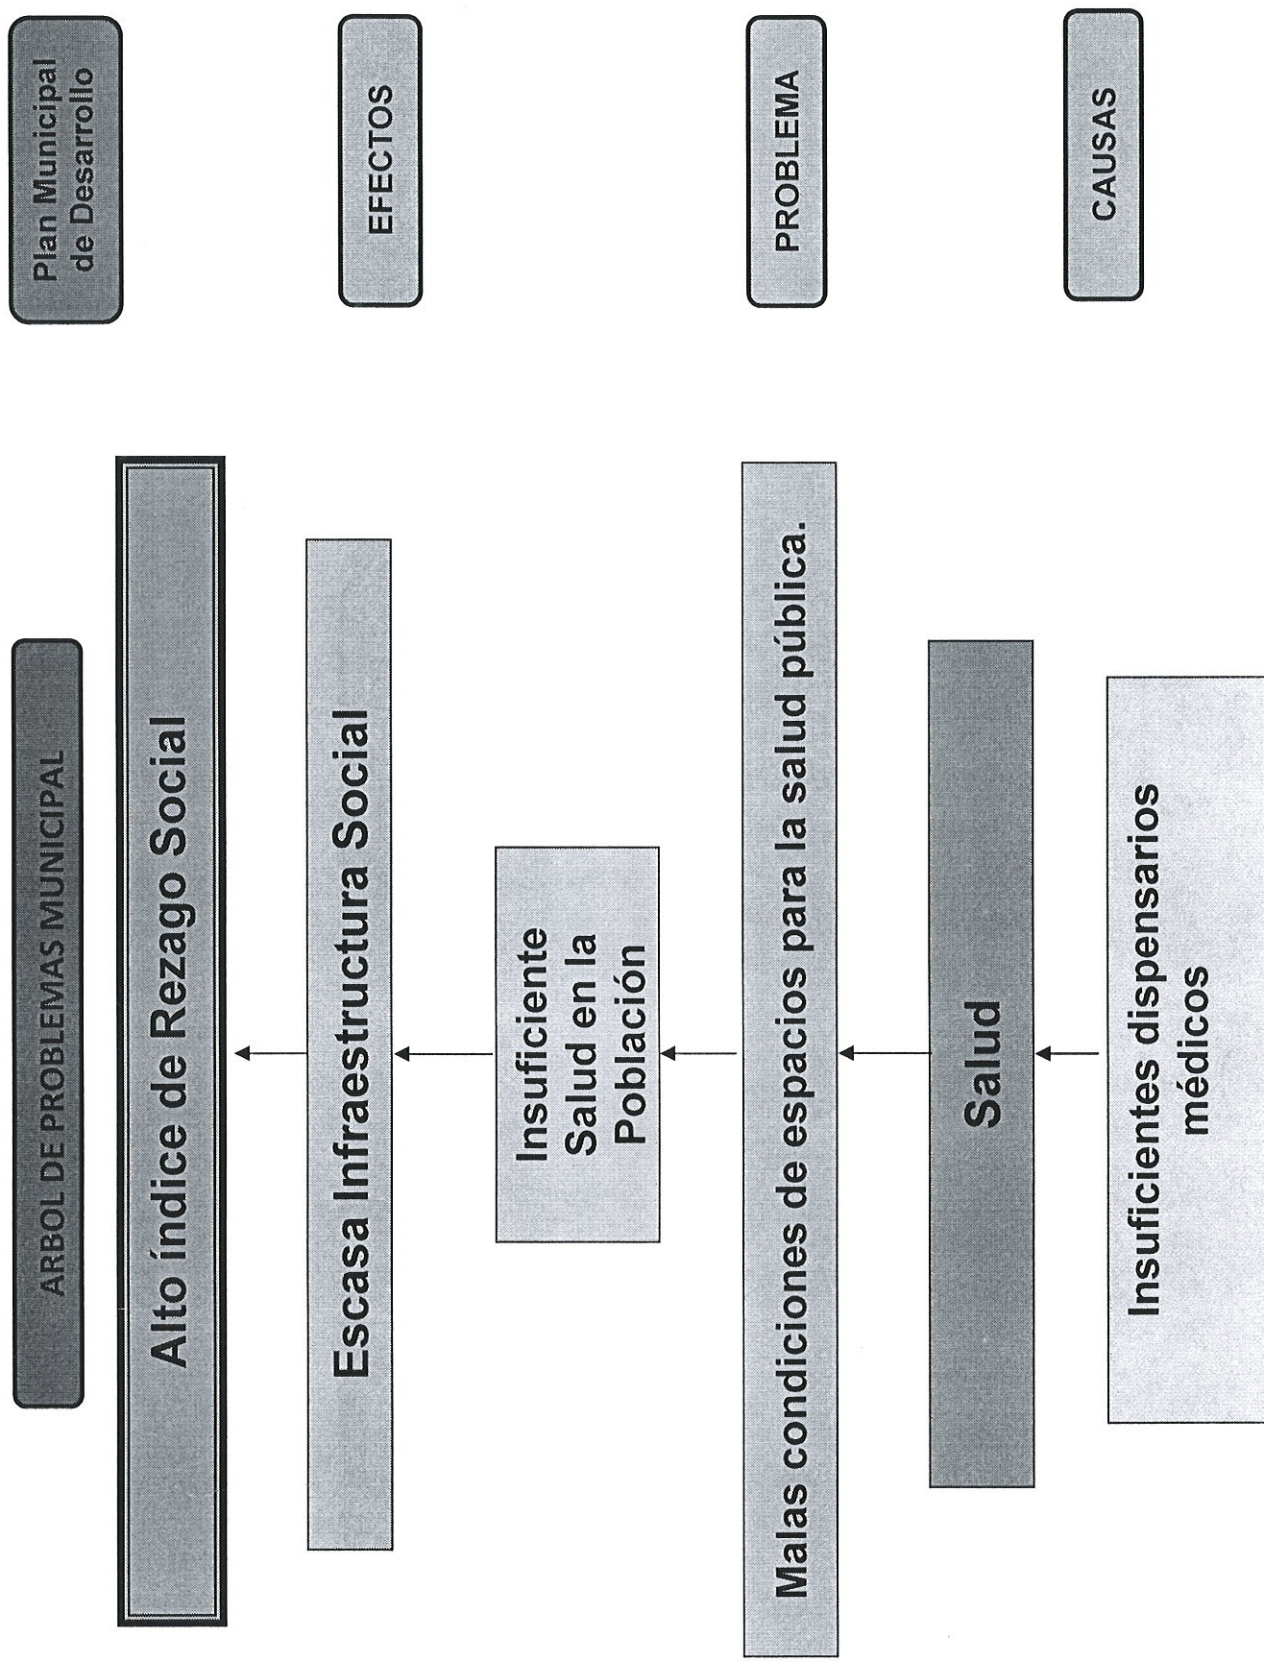 ARBOL DE PROBLEMAS MUNICIPAL
Plan Municipal
de Desarrollo
Alto índice de Rezago Social
Escasa Infraestructura Social
EFECTOS
Insuficiente
Salud en la
Población
Malas condiciones de espacios para la salud pública.
PROBLEMA
Salud
Insuficientes dispensarios
médicos
CAUSAS